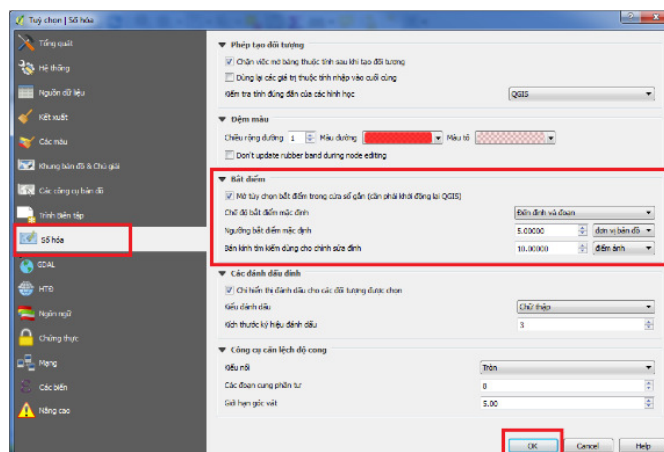 Tuỳ chọn | Số hóa
Tổng quát
Hệ thống
Nguồn dữ liệu
Kết xuất
Các màu
Khung bản đồ & Chú giải
Các công cụ bản đồ
Trình Biên tập
Số hóa
GDAL
HTĐ
Ngôn ngữ
Chứng thực
Mạng
Các biến
Nâng cao
Phép tạo đối tượng
Chặn việc mở bảng thuộc tính sau khi tạo đối tượng
Dùng lại các giá trị thuộc tính nhập vào cuối cùng
Kiểm tra tính đúng đắn của các hình học QGIS
Đệm màu
Chiều rộng đường 1 Màu đường Màu tô
Don't update rubber band during node editing
Bắt điểm
Mở tùy chọn bắt điểm trong cửa sổ gắn (cần phải khởi động lại QGIS)
Chế độ bắt điểm mặc định Đến đỉnh và đoạn
Ngưỡng bắt điểm mặc định 5.00000 đơn vị bản đồ
Bán kính tìm kiếm dùng cho chỉnh sửa đỉnh 10.00000 điểm ảnh
Các đánh dấu đỉnh
Chỉ hiển thị đánh dấu cho các đối tượng được chọn
Kiểu đánh dấu Chữ thập
Kích thước ký hiệu đánh dấu 3
Công cụ căn lệch độ cong
Kiểu nối Tròn
Các đoạn cung phần tư 8
Giới hạn góc vát 5.00
OK Cancel Help